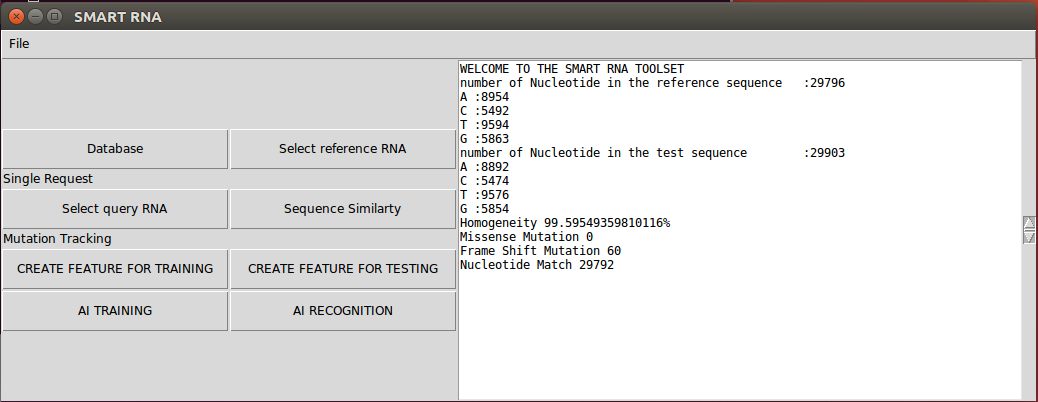 SMART RNA
File
Database
Select reference RNA
Single Request
Select query RNA
Sequence Similarty
Mutation Tracking
CREATE FEATURE FOR TRAINING
CREATE FEATURE FOR TESTING
AI TRAINING
AI RECOGNITION
WELCOME TO THE SMART RNA TOOLSET
number of Nucleotide in the reference sequence :29796
A :8954
C :5492
T :9594
G :5863
number of Nucleotide in the test sequence :29903
A :8892
C :5474
T :9576
G :5854
Homogeneity 99.59549359810116%
Missense Mutation 0
Frame Shift Mutation 60
Nucleotide Match 29792